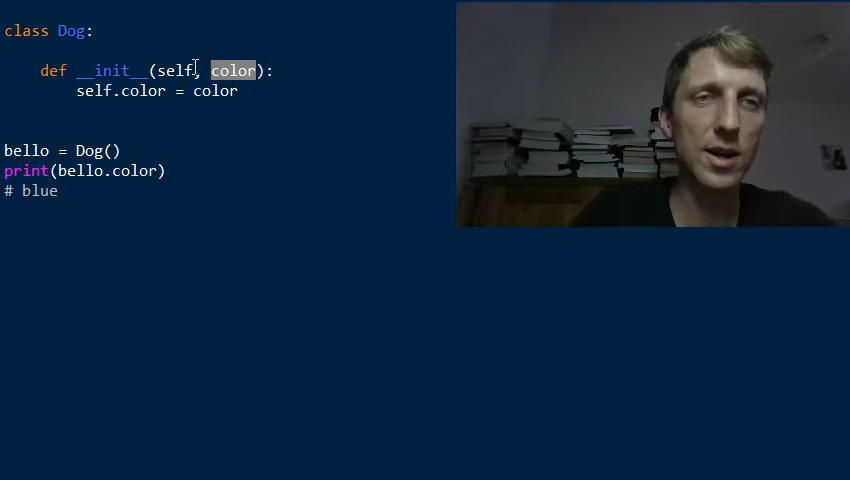 class Dog:
def __init__(self, color):
self.color = color
bello = Dog()
print(bello.color)
# blue